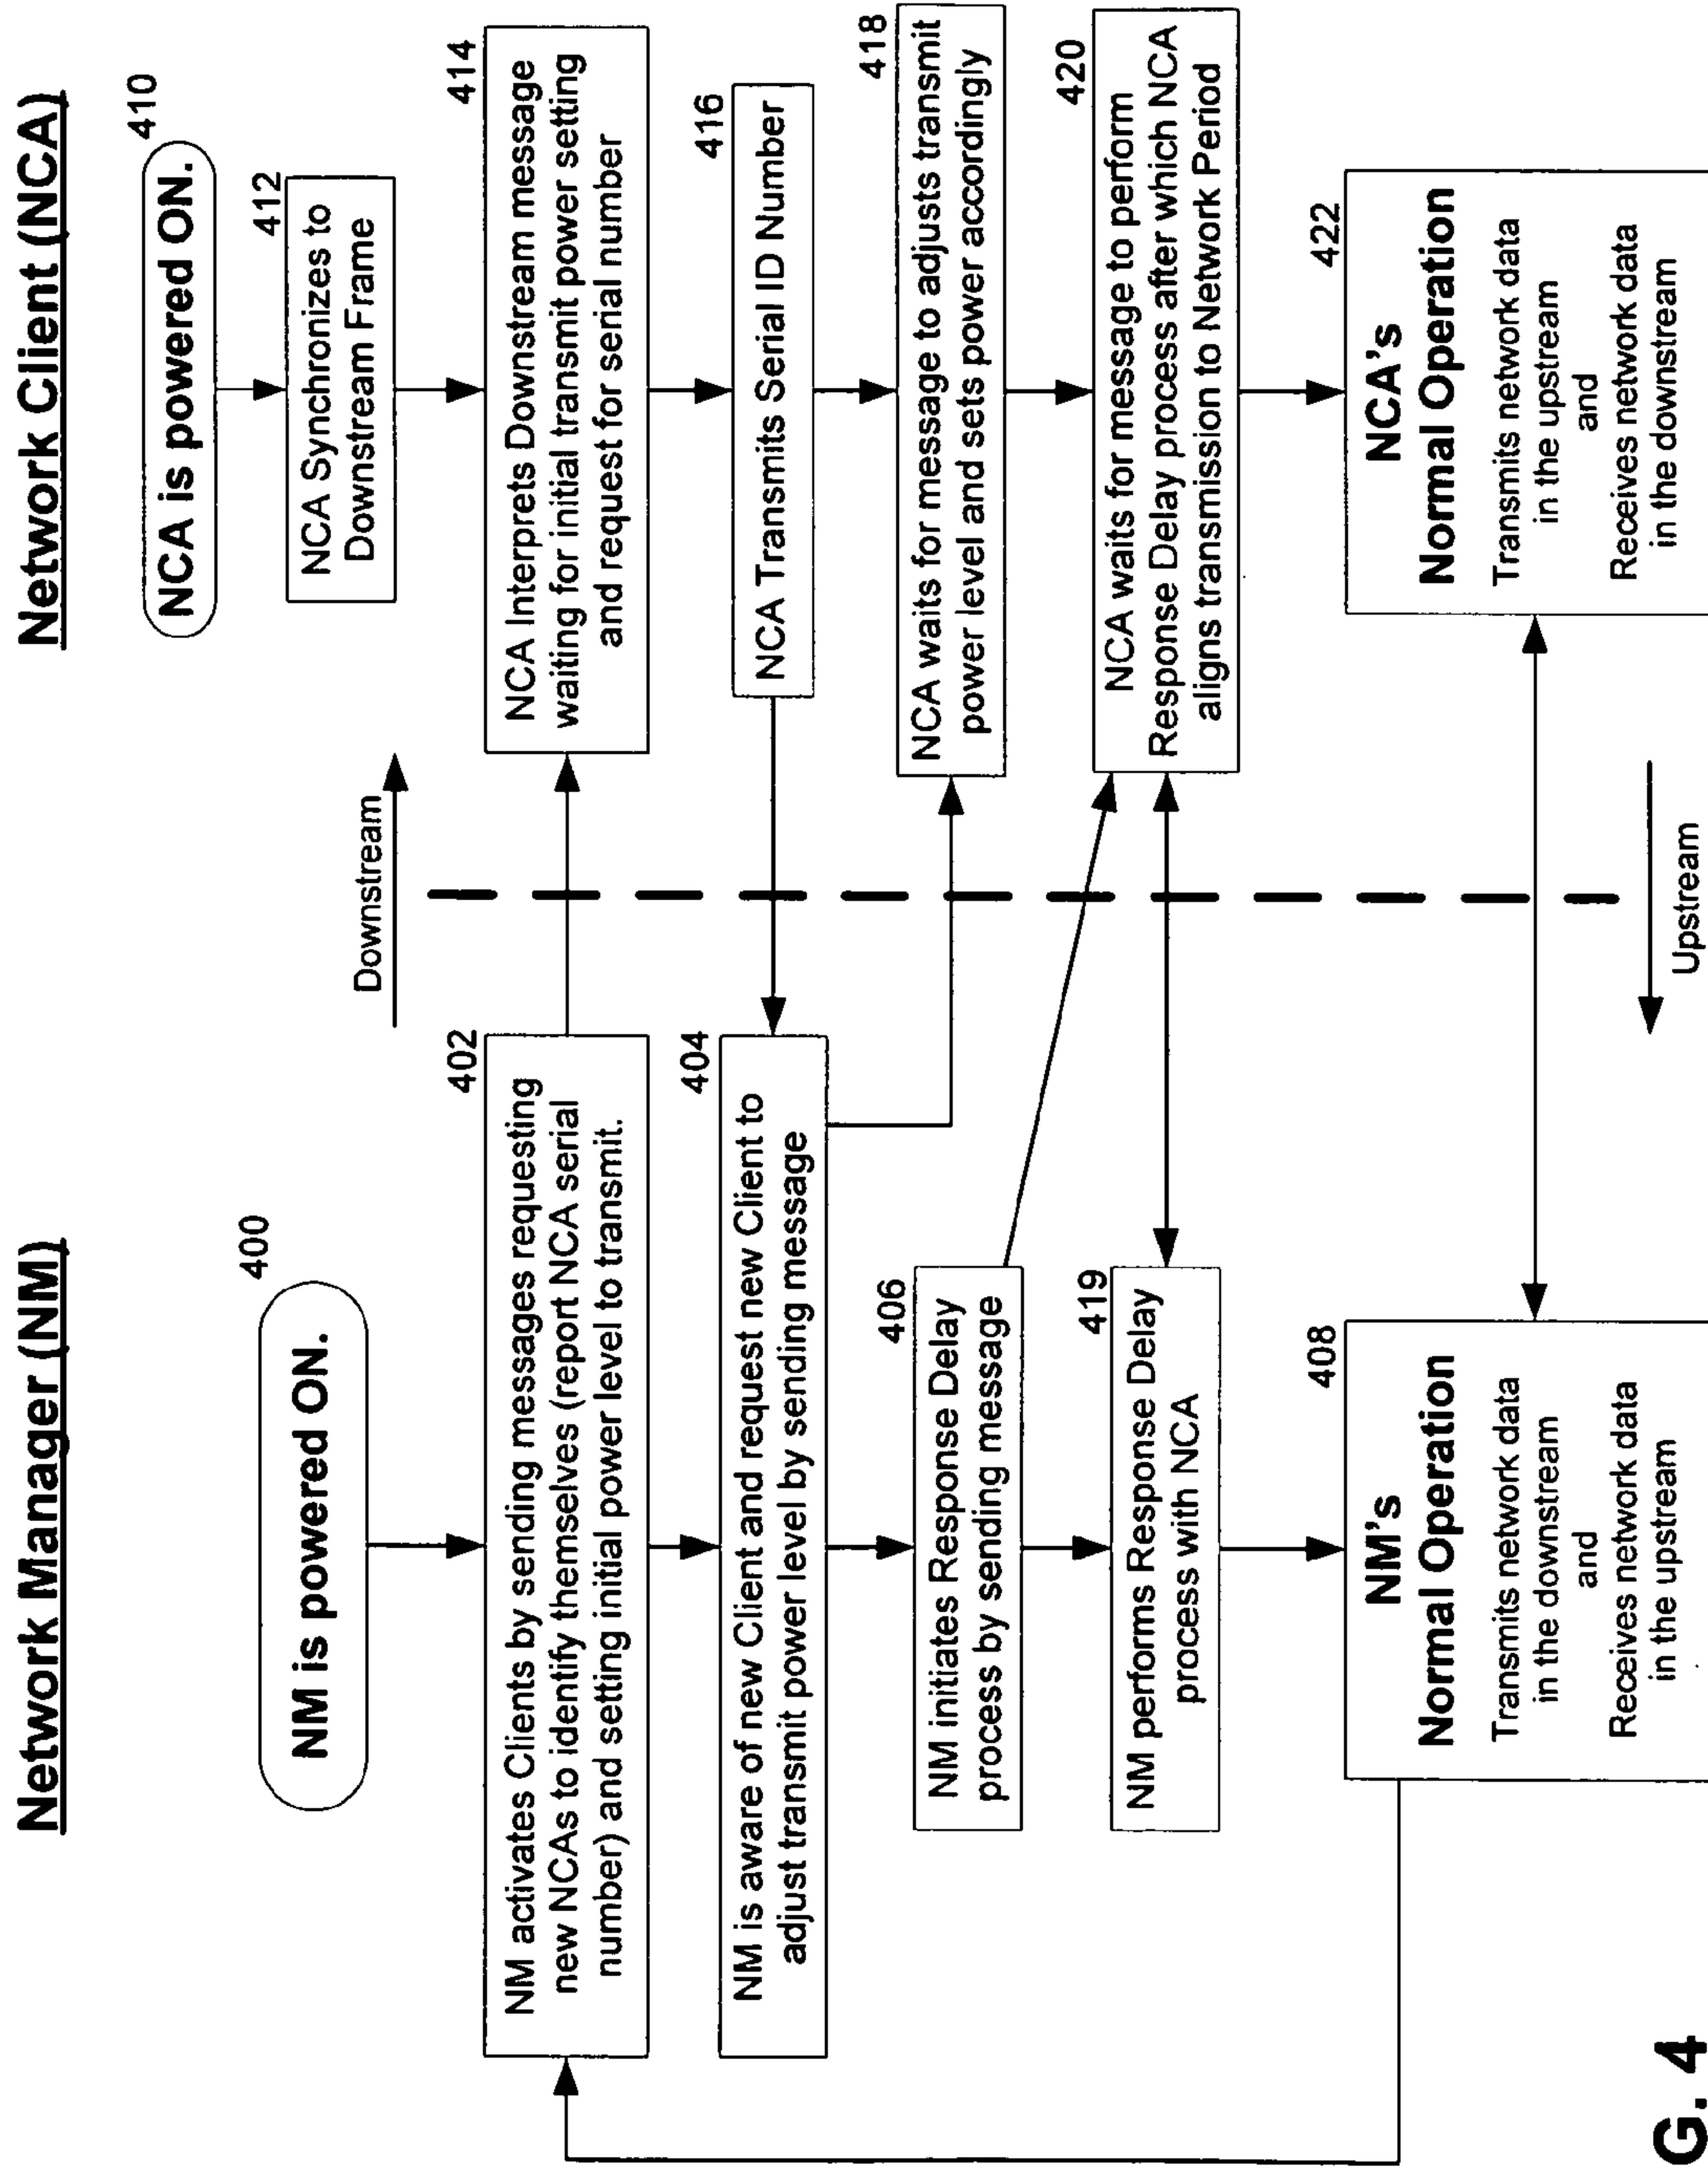 Network Manager (NM)
400
NM is powered ON.
402
NM activates Clients by sending messages requesting
new NCAs to identify themselves (report NCA serial
number) and setting initial power level to transmit.
404
NM is aware of new Client and request new Client to
adjust transmit power level by sending message
406
NM initiates Response Delay
process by sending message
419
NM performs Response Delay
process with NCA
408
NM's
Normal Operation
Transmits network data
in the downstream
and
Receives network data
in the upstream
Downstream
Upstream
Network Client (NCA)
410
NCA is powered ON.
412
NCA Synchronizes to
Downstream Frame
414
NCA Interprets Downstream message
waiting for initial transmit power setting
and request for serial number
416
NCA Transmits Serial ID Number
418
NCA waits for message to adjusts transmit
power level and sets power accordingly
420
NCA waits for message to perform
Response Delay process after which NCA
aligns transmission to Network Period
422
NCA's
Normal Operation
Transmits network data
in the upstream
and
Receives network data
in the downstream
G. 4